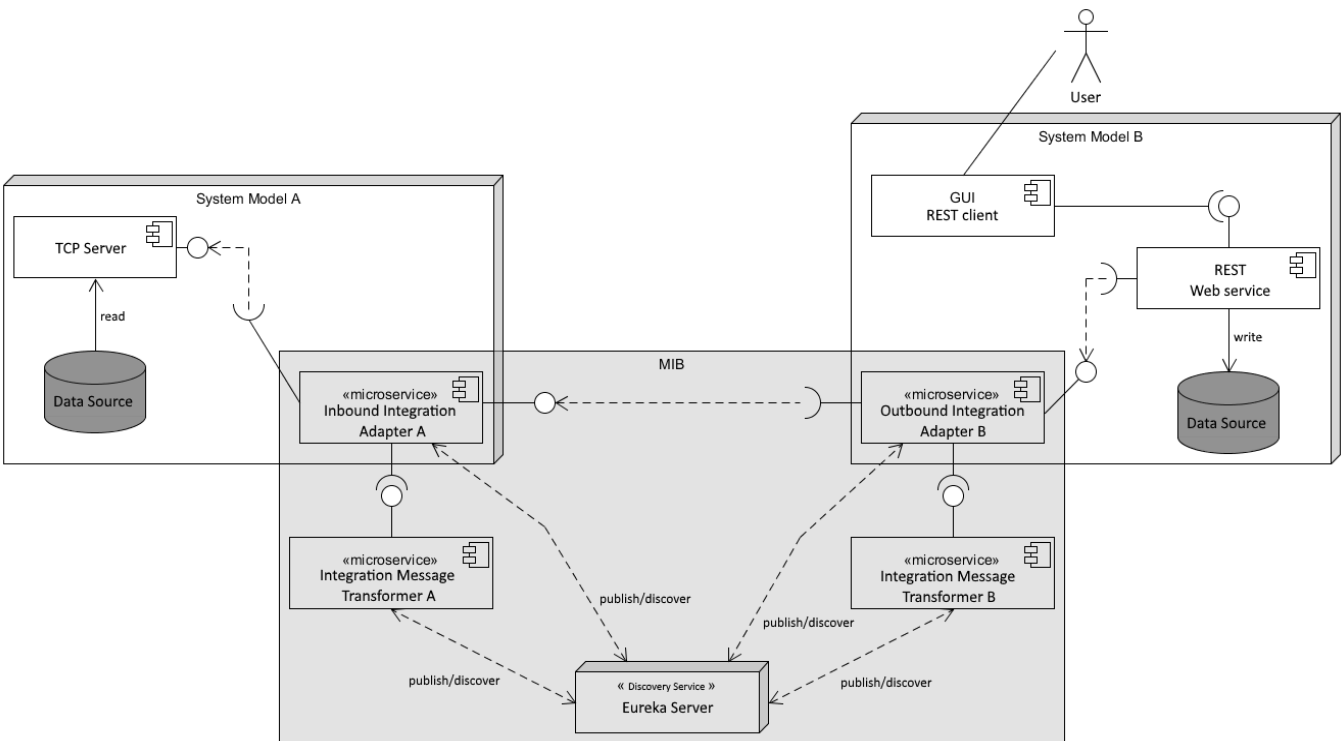 User
System Model B
GUI
REST client
System Model A
TCP Server
REST
Web service
read
write
Data Source
MIB
Data Source
«microservice»
Inbound Integration
Adapter A
«microservice»
Outbound Integration
Adapter B
«microservice»
Integration Message
Transformer A
«microservice»
Integration Message
Transformer B
publish/discover
publish/discover
publish/discover
publish/discover
« Discovery Service »
Eureka Server